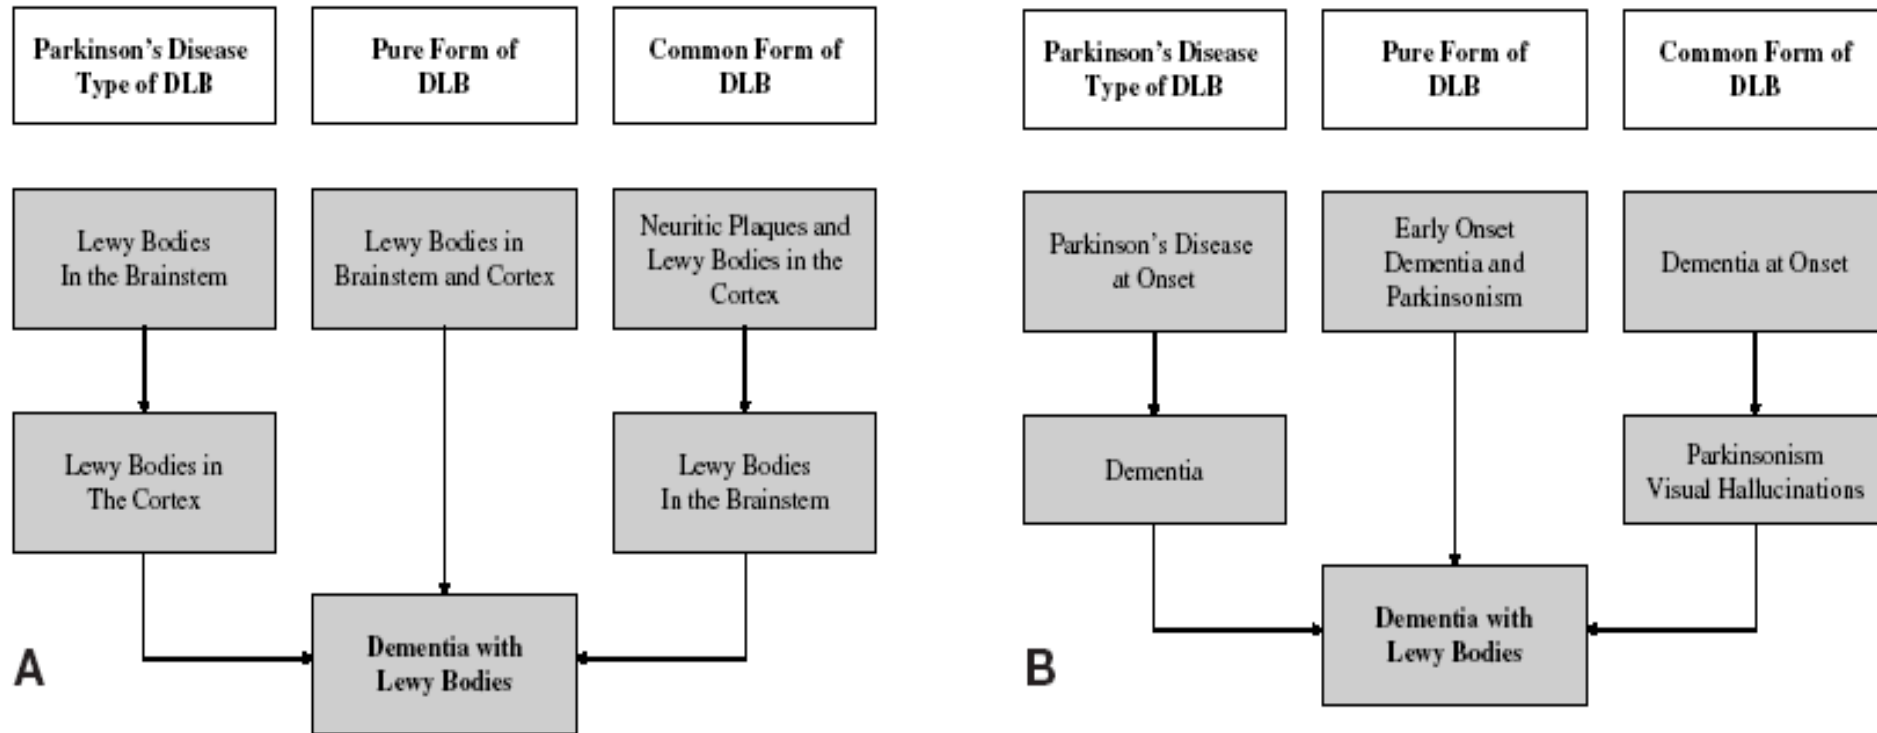 Parkinson's Disease
Type of DLB
Pure Form of
DLB
Common Form of
DLB
Lewy Bodies
In the Brainstem
Lewy Bodies in
Brainstem and Cortex
Neuritic Plaques and
Lewy Bodies in the
Cortex
Lewy Bodies in
The Cortex
Lewy Bodies
In the Brainstem
Dementia with
Lewy Bodies
A
Parkinson's Disease
Type of DLB
Pure Form of
DLB
Common Form of
DLB
Parkinson's Disease
at Onset
Early Onset
Dementia and
Parkinsonism
Dementia at Onset
Dementia
Parkinsonism
Visual Hallucinations
Dementia with
Lewy Bodies
B